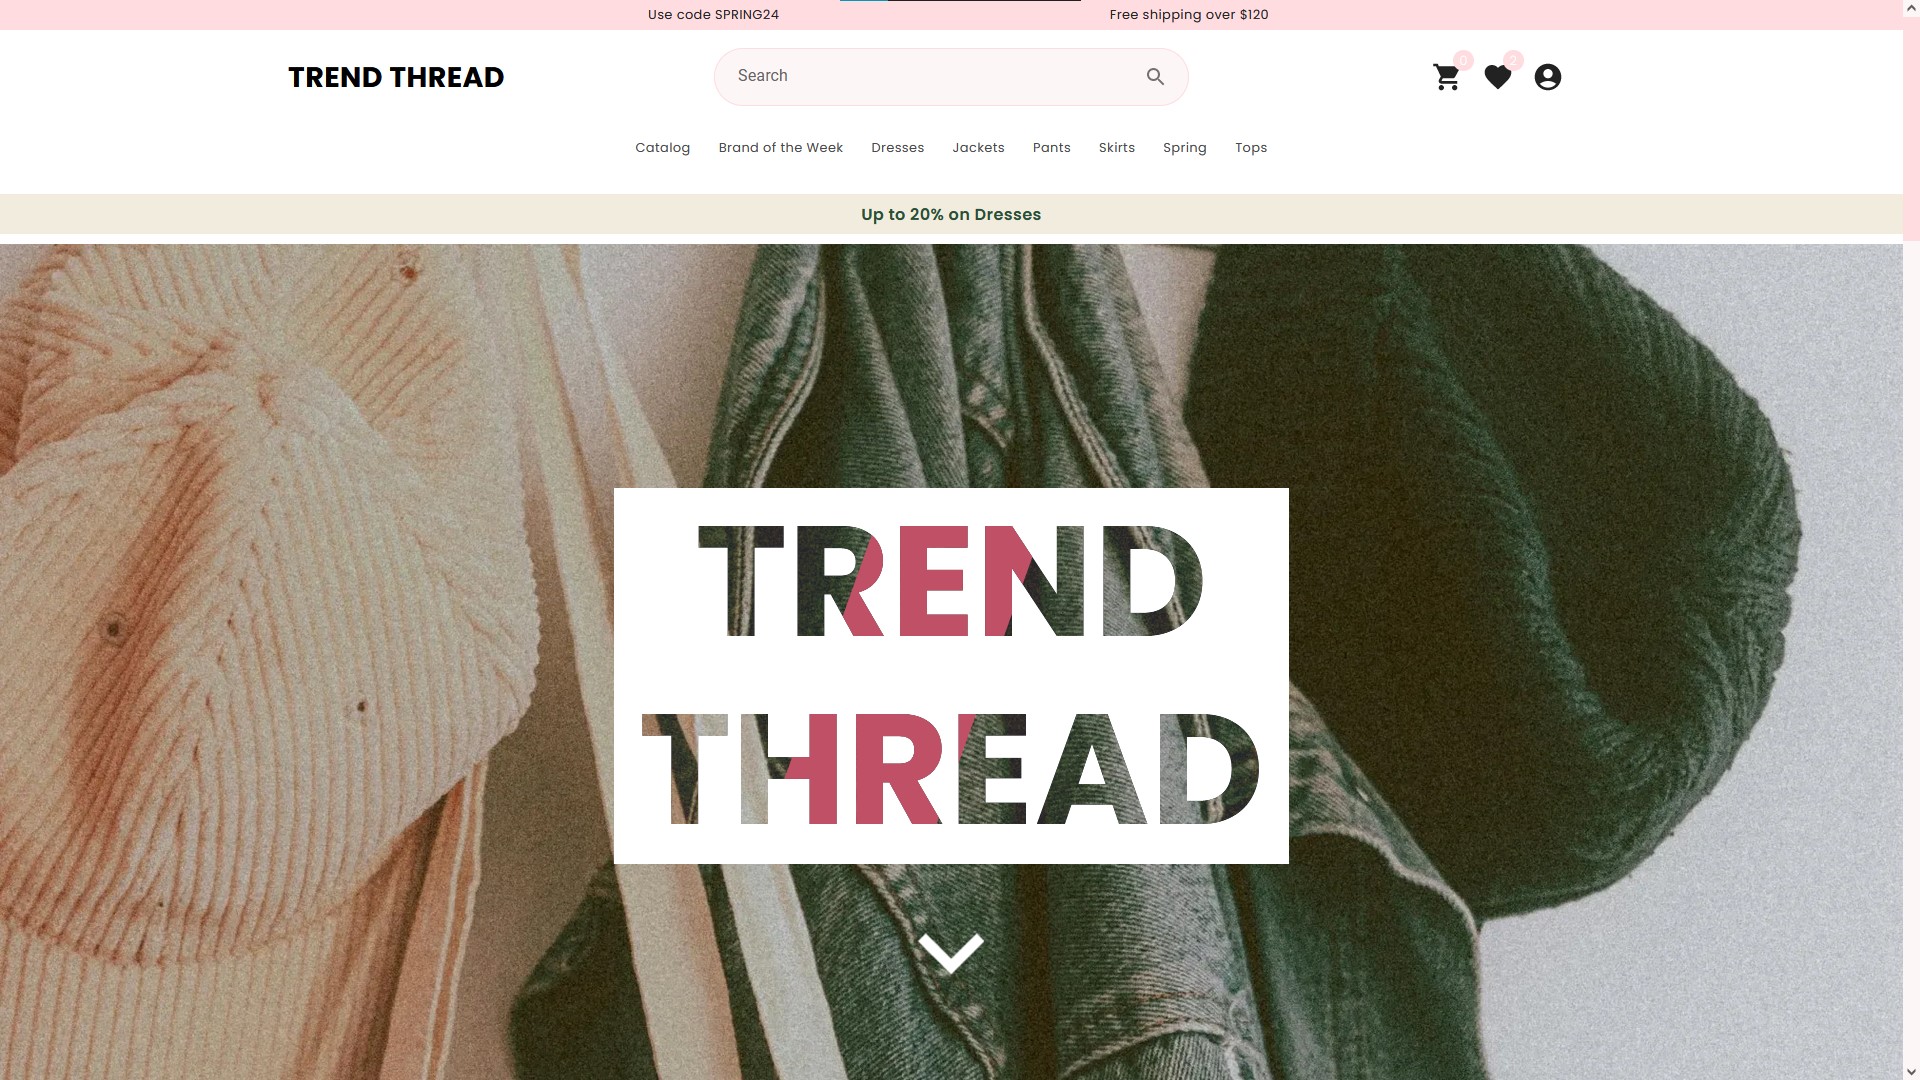 Use code SPRING24
Free shipping over $120
TREND THREAD
Search
0
2
Catalog
Brand of the Week
Dresses
Jackets
Pants
Skirts
Spring
Tops
Up to 20% on Dresses
TREND
THREAD